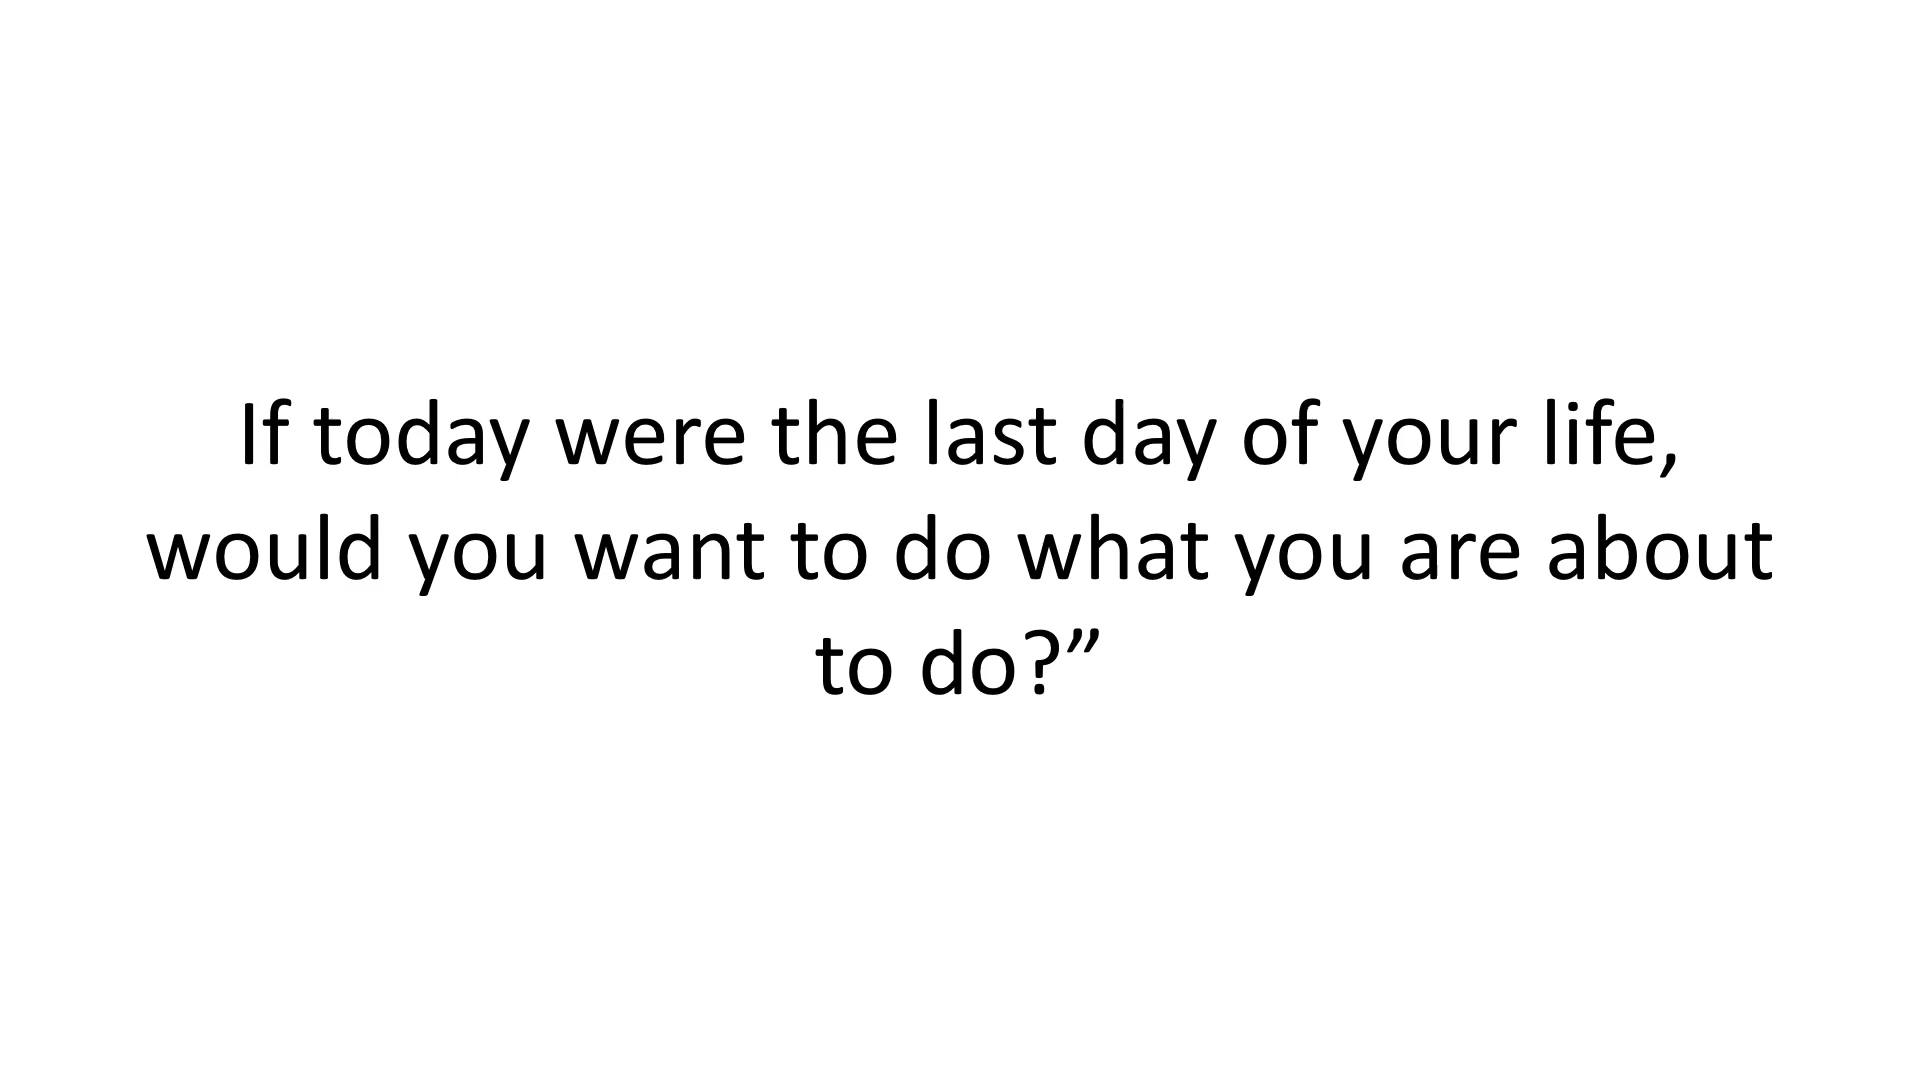 If today were the last day of your life,
would you want to do what you are about
to do?”